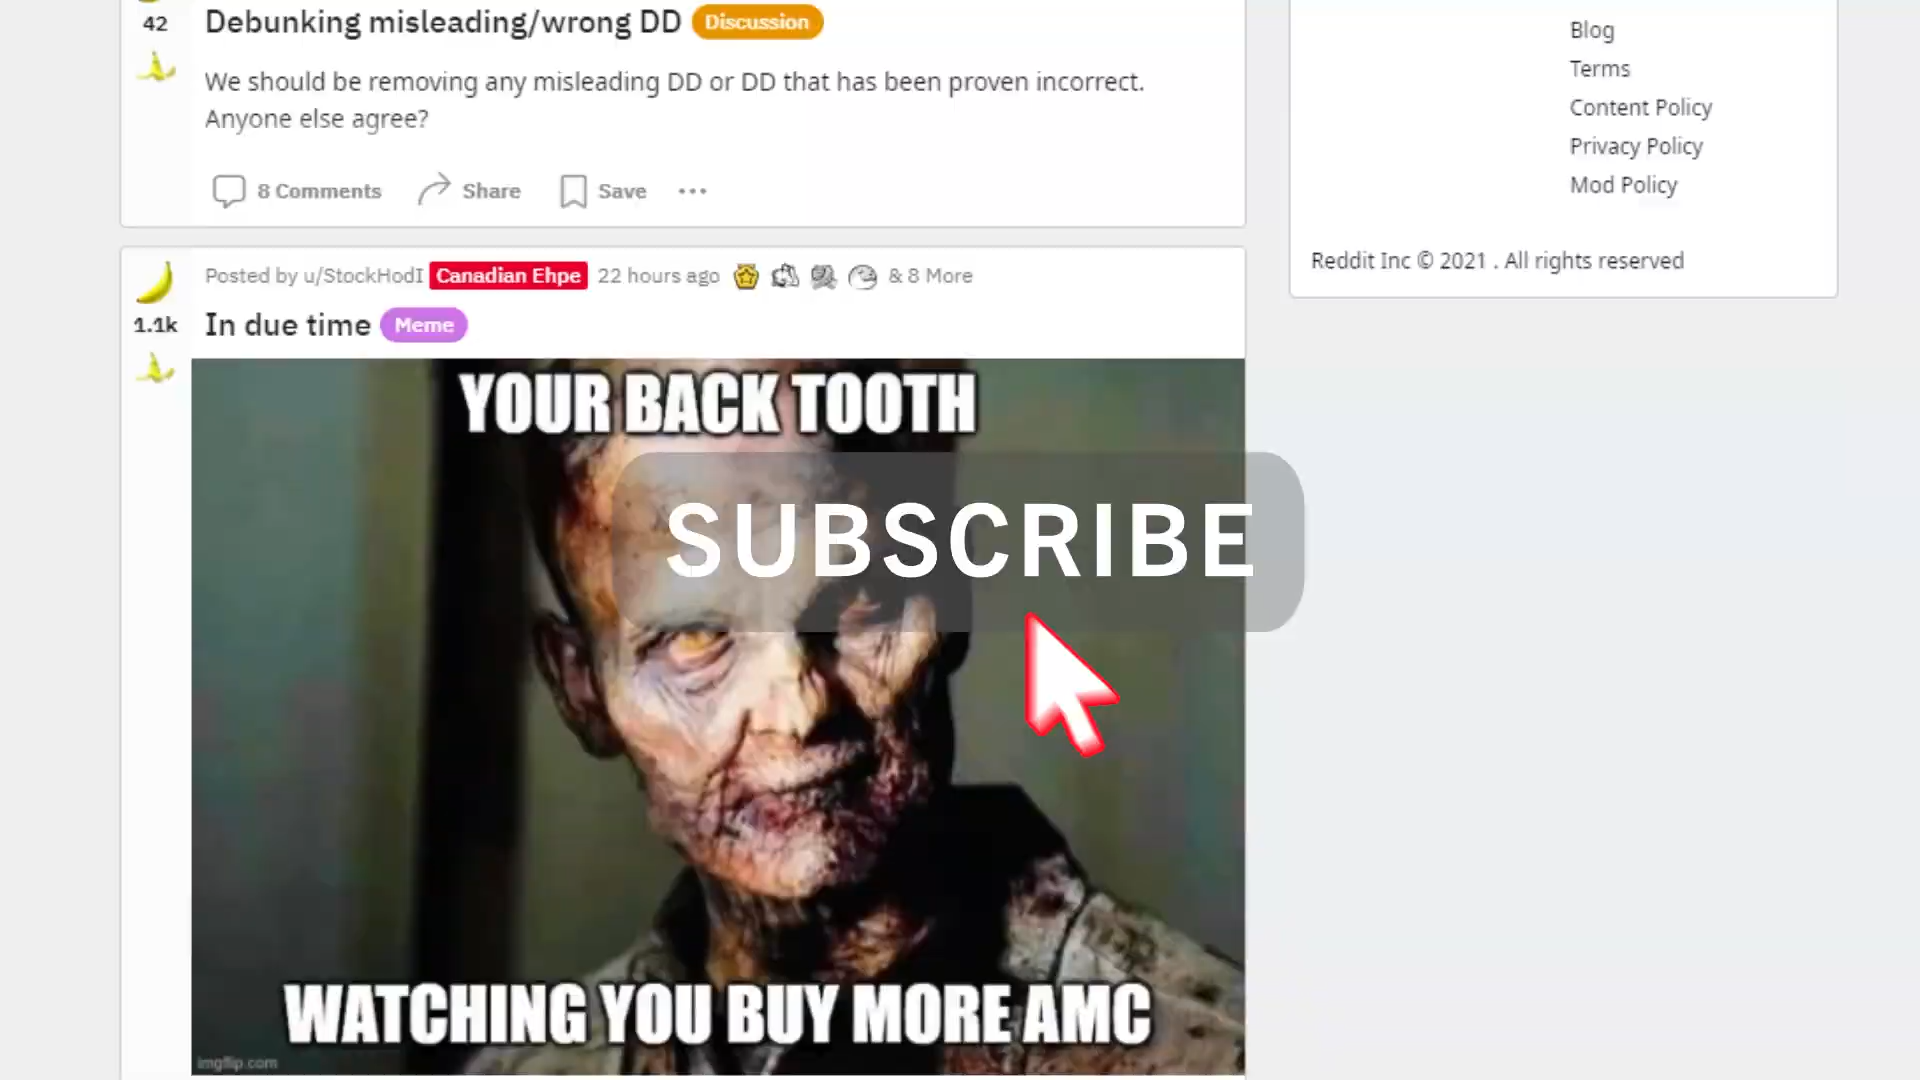 42
Debunking misleading/wrong DD Discussion
We should be removing any misleading DD or DD that has been proven incorrect.
Anyone else agree?
8 Comments Share Save
Posted by u/StockHodI Canadian Ehpe 22 hours ago & 8 More
1.1k
In due time Meme
YOUR BACK TOOTH
SUBSCRIBE
WATCHING YOU BUY MORE AMC
imgflip.com
Blog
Terms
Content Policy
Privacy Policy
Mod Policy
Reddit Inc © 2021 . All rights reserved